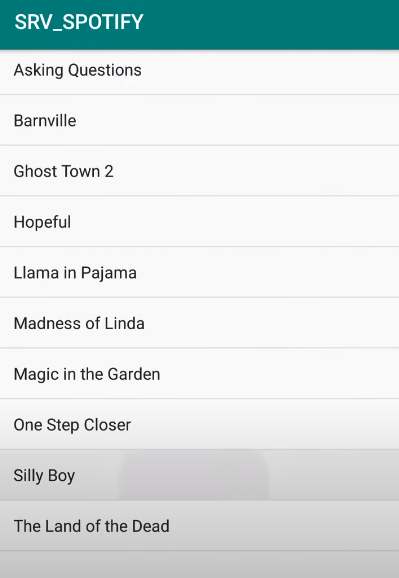 SRV_SPOTIFY
Asking Questions
Barnville
Ghost Town 2
Hopeful
Llama in Pajama
Madness of Linda
Magic in the Garden
One Step Closer
Silly Boy
The Land of the Dead